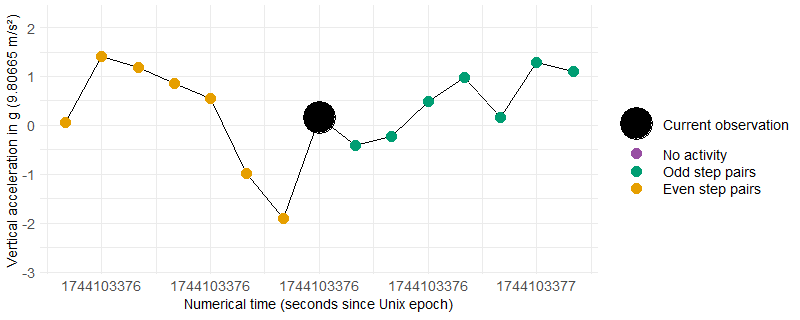 Vertical acceleration in g (9.80665 m/s²)
2
1
0
-1
-2
-3
1744103376 1744103376 1744103376 1744103376 1744103377
Numerical time (seconds since Unix epoch)
Current observation
No activity
Odd step pairs
Even step pairs